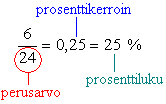 prosenttikerroin
6/24 = 0,25 = 25 %
prosenttiluku
perusarvo